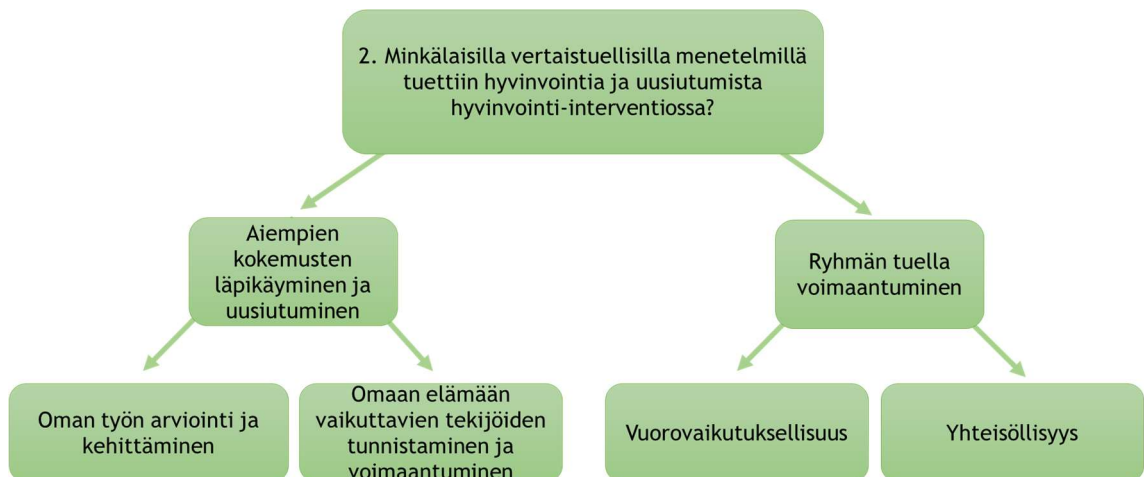 2. Minkälaisilla vertaistuellisilla menetelmillä
tuettiin hyvinvointia ja uusiutumista
hyvinvointi-interventiossa?
Aiempien
kokemusten
läpikäyminen ja
uusiutuminen
Ryhmän tuella
voimaantuminen
Oman työn arviointi ja
kehittäminen
Omaan elämään
vaikuttavien tekijöiden
tunnistaminen ja
voimaantuminen
Vuorovaikutuksellisuus
Yhteisöllisyys